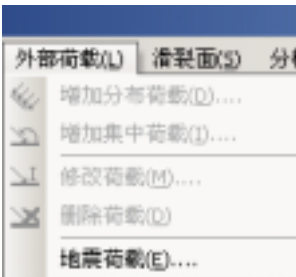 外部荷載(L) 滑裂面(S) 分
增加分布荷載(D)....
增加集中荷載(I)....
修改荷載(M)....
刪除荷載(D)
地震荷載(E)....